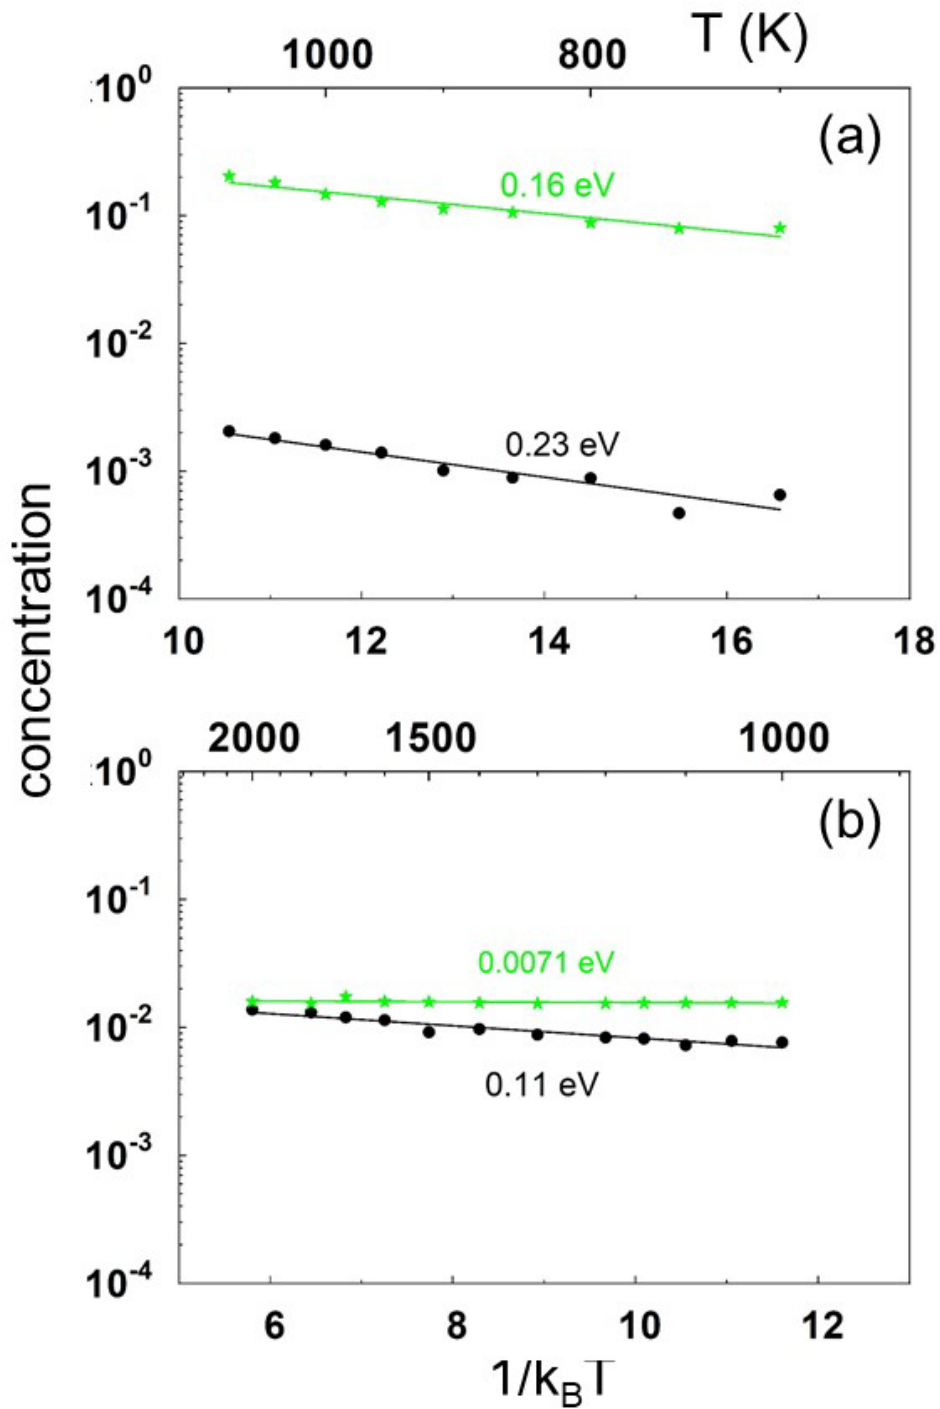 T (K)
1000 800
10⁰
(a)
0.16 eV
10⁻¹
10⁻²
0.23 eV
10⁻³
10⁻⁴
10 12 14 16 18
concentration
2000 1500 1000
10⁰
(b)
10⁻¹
0.0071 eV
10⁻²
0.11 eV
10⁻³
10⁻⁴
6 8 10 12
1/k_BT